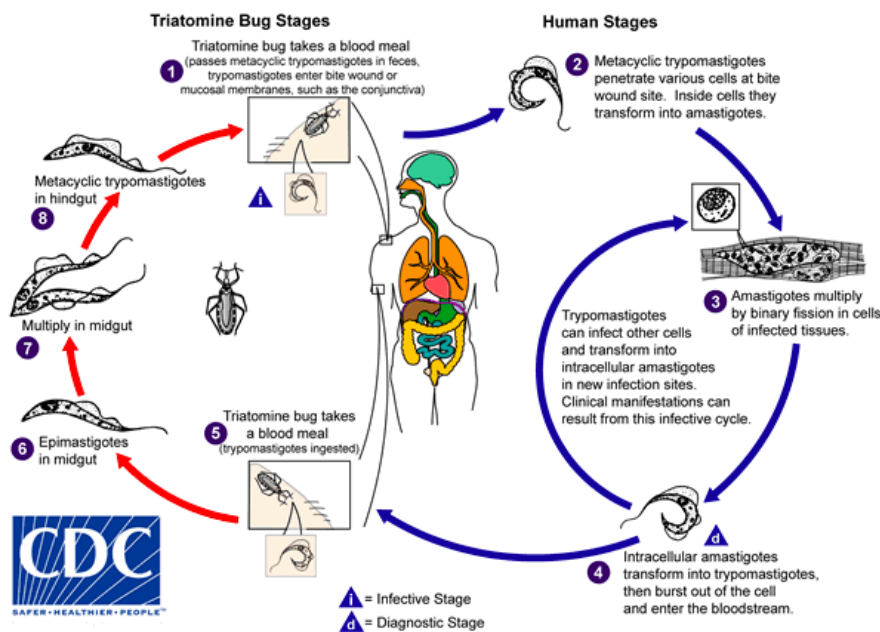 Triatomine Bug Stages
Human Stages
1
Triatomine bug takes a blood meal
(passes metacyclic trypomastigotes in feces,
trypomastigotes enter bite wound or
mucosal membranes, such as the conjunctiva)
i
2
Metacyclic trypomastigotes
penetrate various cells at bite
wound site. Inside cells they
transform into amastigotes.
3
Amastigotes multiply
by binary fission in cells
of infected tissues.
Trypomastigotes
can infect other cells
and transform into
intracellular amastigotes
in new infection sites.
Clinical manifestations can
result from this infective cycle.
d
4
Intracellular amastigotes
transform into trypomastigotes,
then burst out of the cell
and enter the bloodstream.
5
Triatomine bug takes
a blood meal
(trypomastigotes ingested)
6
Epimastigotes
in midgut
Multiply in midgut
7
Metacyclic trypomastigotes
in hindgut
8
CDC
SAFER • HEALTHIER • PEOPLE™
i = Infective Stage
d = Diagnostic Stage